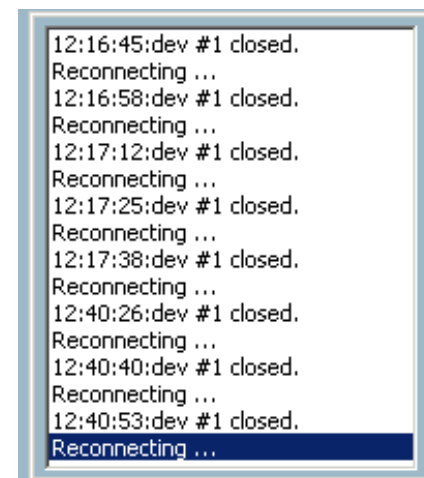 12:16:45:dev #1 closed.
Reconnecting ...
12:16:58:dev #1 closed.
Reconnecting ...
12:17:12:dev #1 closed.
Reconnecting ...
12:17:25:dev #1 closed.
Reconnecting ...
12:17:38:dev #1 closed.
Reconnecting ...
12:40:26:dev #1 closed.
Reconnecting ...
12:40:40:dev #1 closed.
Reconnecting ...
12:40:53:dev #1 closed.
Reconnecting ...